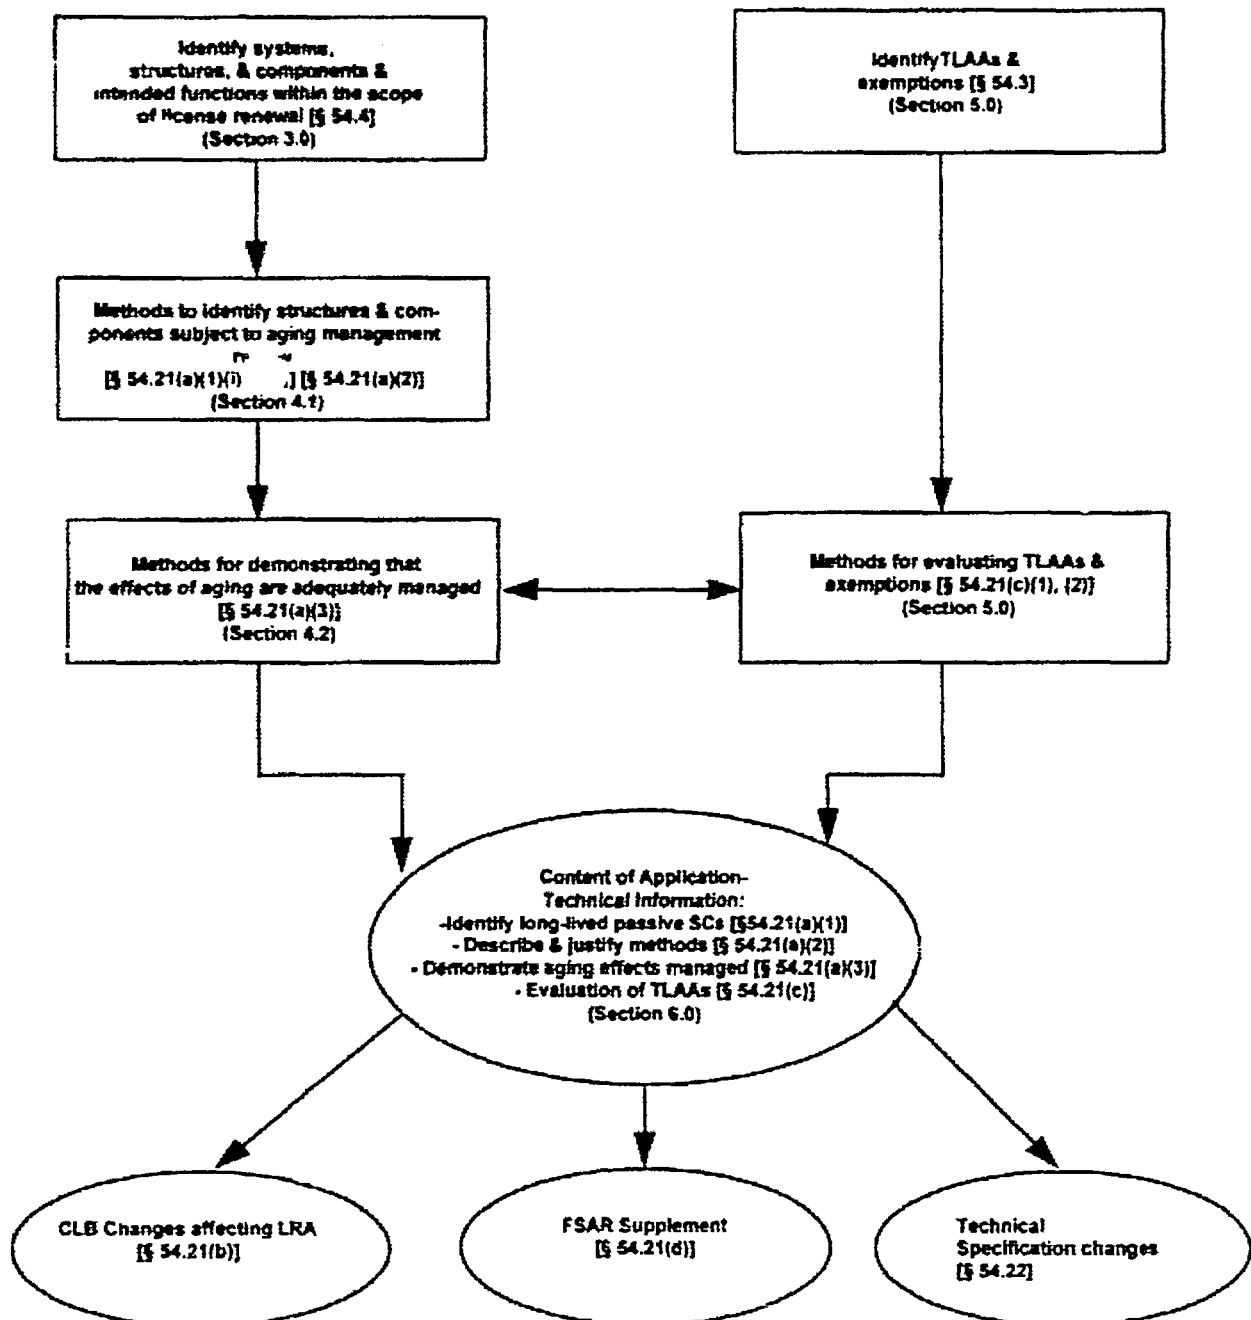 Identify systems,
structures, & components &
intended functions within the scope
of license renewal [§ 54.4]
(Section 3.0)
Identify TLAAs &
exemptions [§ 54.3]
(Section 5.0)
Methods to identify structures & com-
ponents subject to aging management
[§ 54.21(a)(1)(i) ,] [§ 54.21(a)(2)]
(Section 4.1)
Methods for demonstrating that
the effects of aging are adequately managed
[§ 54.21(a)(3)]
(Section 4.2)
Methods for evaluating TLAAs &
exemptions [§ 54.21(c)(1), (2)]
(Section 5.0)
Content of Application-
Technical Information:
-Identify long-lived passive SCs [§54.21(a)(1)]
- Describe & justify methods [§ 54.21(a)(2)]
- Demonstrate aging effects managed [§ 54.21(a)(3)]
- Evaluation of TLAAs [§ 54.21(c)]
(Section 6.0)
CLB Changes affecting LRA
[§ 54.21(b)]
FSAR Supplement
[§ 54.21(d)]
Technical
Specification changes
[§ 54.22]